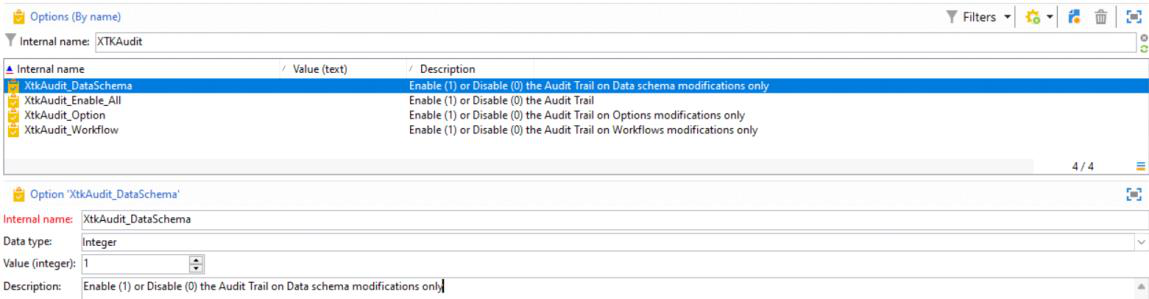 Options (By name) Filters
Internal name: XTKAudit
Internal name Value (text) Description
XtkAudit_DataSchema Enable (1) or Disable (0) the Audit Trail on Data schema modifications only
XtkAudit_Enable_All Enable (1) or Disable (0) the Audit Trail
XtkAudit_Option Enable (1) or Disable (0) the Audit Trail on Options modifications only
XtkAudit_Workflow Enable (1) or Disable (0) the Audit Trail on Workflows modifications only
4 / 4
Option 'XtkAudit_DataSchema'
Internal name: XtkAudit_DataSchema
Data type: Integer
Value (integer): 1
Description: Enable (1) or Disable (0) the Audit Trail on Data schema modifications only